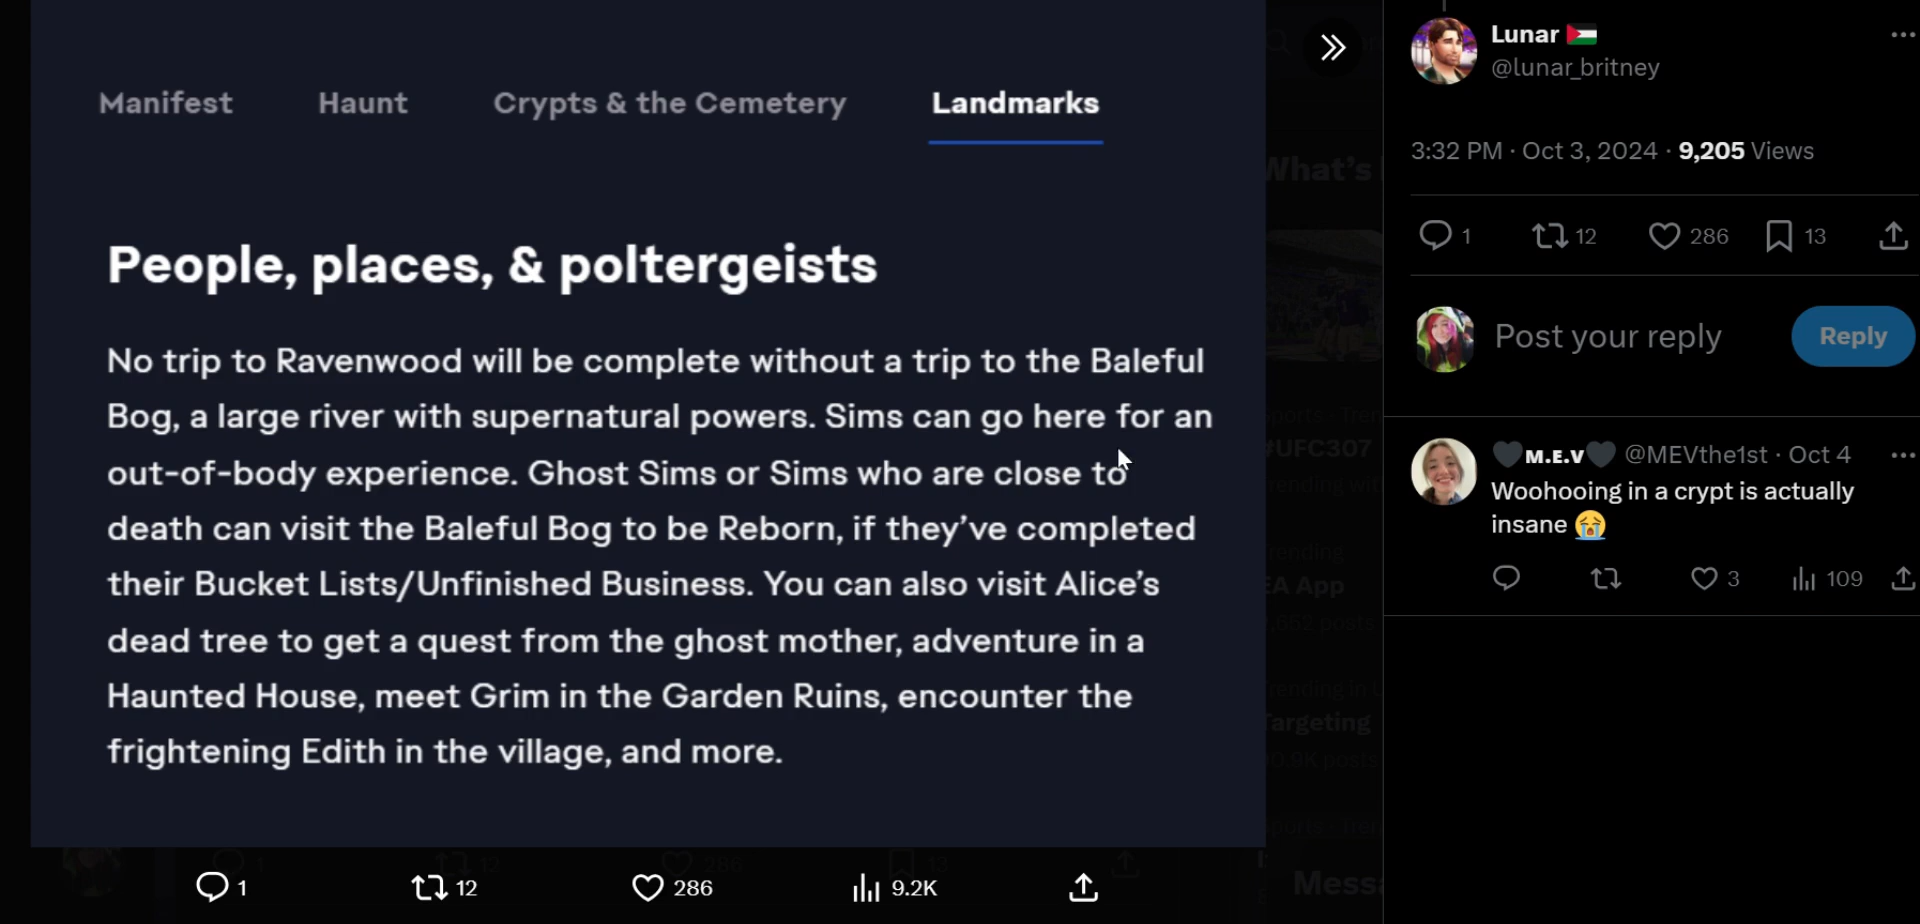 Manifest Haunt Crypts & the Cemetery Landmarks
People, places, & poltergeists
No trip to Ravenwood will be complete without a trip to the Baleful
Bog, a large river with supernatural powers. Sims can go here for an
out-of-body experience. Ghost Sims or Sims who are close to
death can visit the Baleful Bog to be Reborn, if they’ve completed
their Bucket Lists/Unfinished Business. You can also visit Alice’s
dead tree to get a quest from the ghost mother, adventure in a
Haunted House, meet Grim in the Garden Ruins, encounter the
frightening Edith in the village, and more.
1 12 286 9.2K
What’s
#UFC307
EA App
Targeting
Lunar 🇵🇸
@lunar_britney
3:32 PM · Oct 3, 2024 · 9,205 Views
1 12 286 13
Post your reply Reply
🖤M.E.V🖤 @MEVthe1st · Oct 4
Woohooing in a crypt is actually
insane 😭
3 109